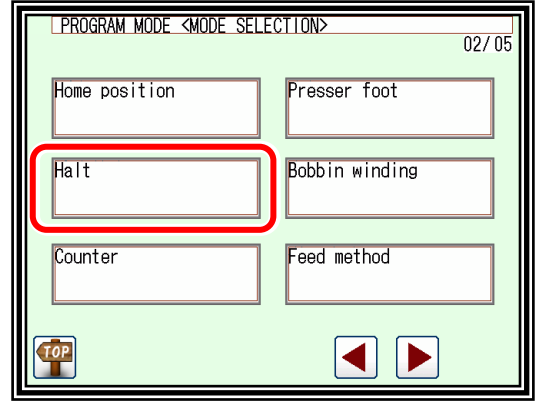 PROGRAM MODE <MODE SELECTION>
02/05
Home position
Presser foot
Halt
Bobbin winding
Counter
Feed method
TOP